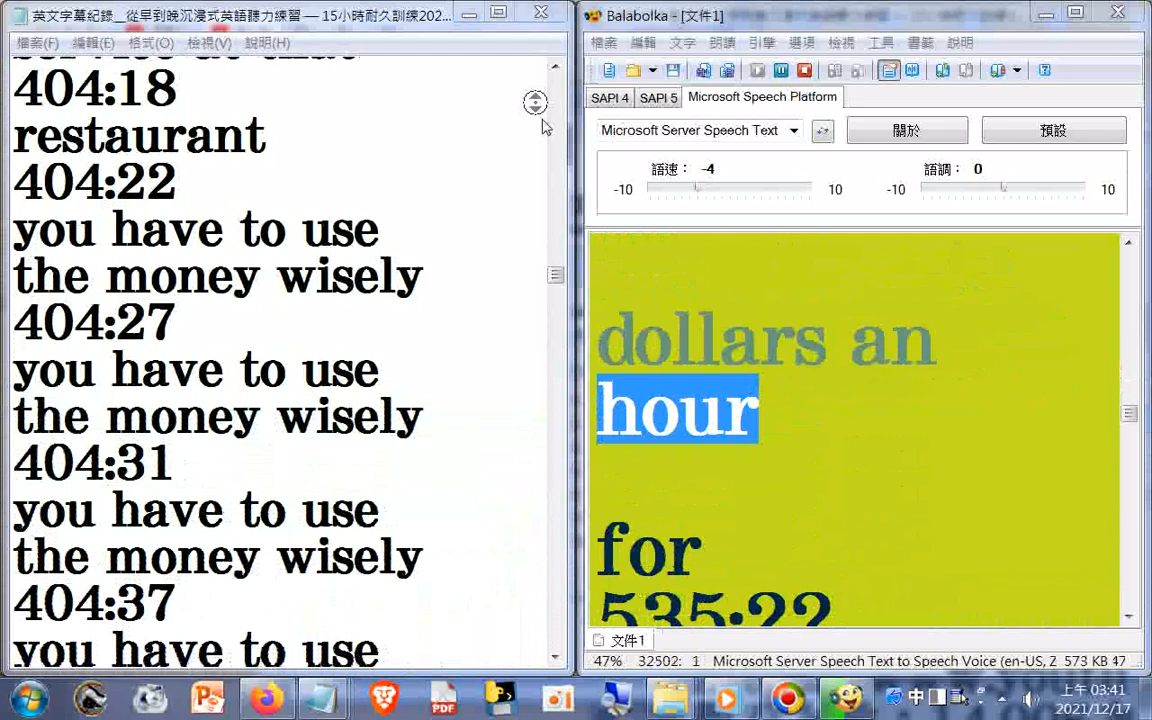 英文字幕紀錄__從早到晚沉浸式英語聽力練習 — 15小時耐久訓練202...
檔案(F) 編輯(E) 格式(O) 檢視(V) 說明(H)
404:18
restaurant
404:22
you have to use
the money wisely
404:27
you have to use
the money wisely
404:31
you have to use
the money wisely
404:37
you have to use
Balabolka - [文件1]
檔案 編輯 文字 朗讀 引擎 選項 檢視 工具 書籤 說明
SAPI 4 SAPI 5 Microsoft Speech Platform
Microsoft Server Speech Text 關於 預設
語速： -4 語調： 0
-10 10 -10 10
dollars an
hour
for
535:22
文件1
47% 32502: 1 Microsoft Server Speech Text to Speech Voice (en-US, 2 573 KB 47
PDF 中 上午 03:41
2021/12/17